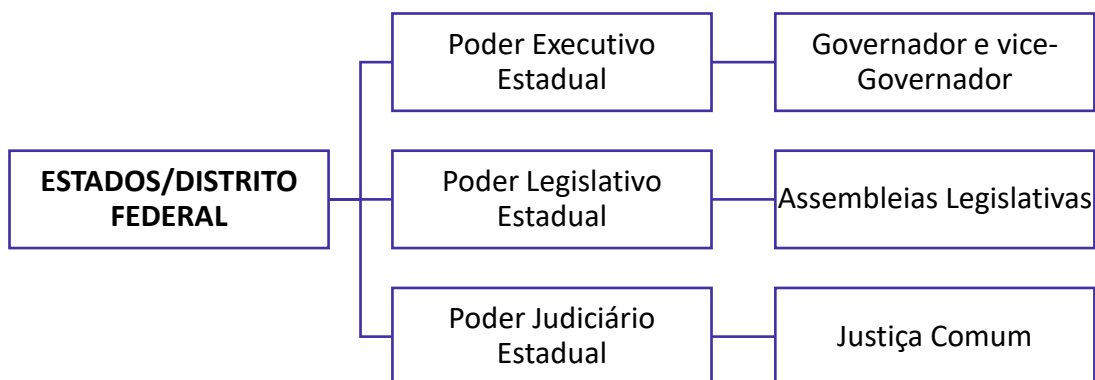 Poder Executivo
Estadual
Governador e vice-
Governador
ESTADOS/DISTRITO
FEDERAL
Poder Legislativo
Estadual
Assembleias Legislativas
Poder Judiciário
Estadual
Justiça Comum